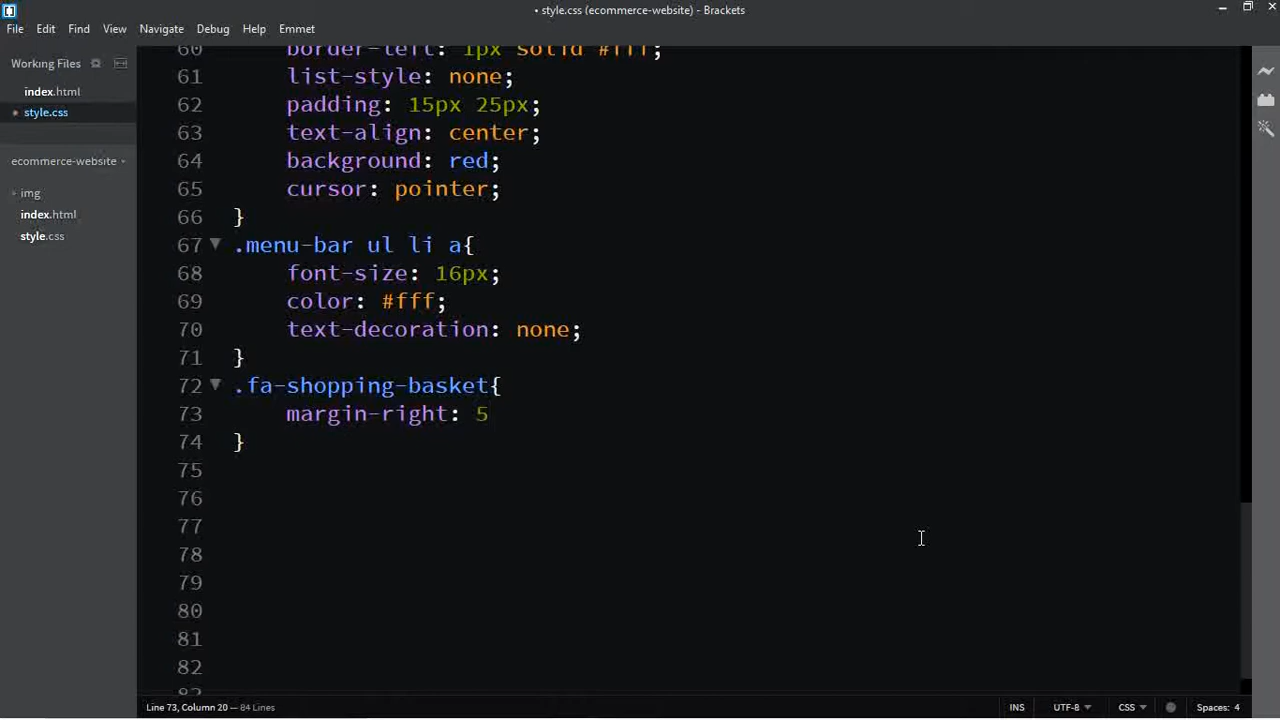 • style.css (ecommerce-website) - Brackets
File Edit Find View Navigate Debug Help Emmet
Working Files
index.html
style.css
ecommerce-website
img
index.html
style.css
60 border-left: 1px solid #fff;
61 list-style: none;
62 padding: 15px 25px;
63 text-align: center;
64 background: red;
65 cursor: pointer;
66 }
67 .menu-bar ul li a{
68 font-size: 16px;
69 color: #fff;
70 text-decoration: none;
71 }
72 .fa-shopping-basket{
73 margin-right: 5
74 }
75
76
77
78
79
80
81
82
83
Line 73, Column 20 — 84 Lines INS UTF-8 CSS Spaces: 4